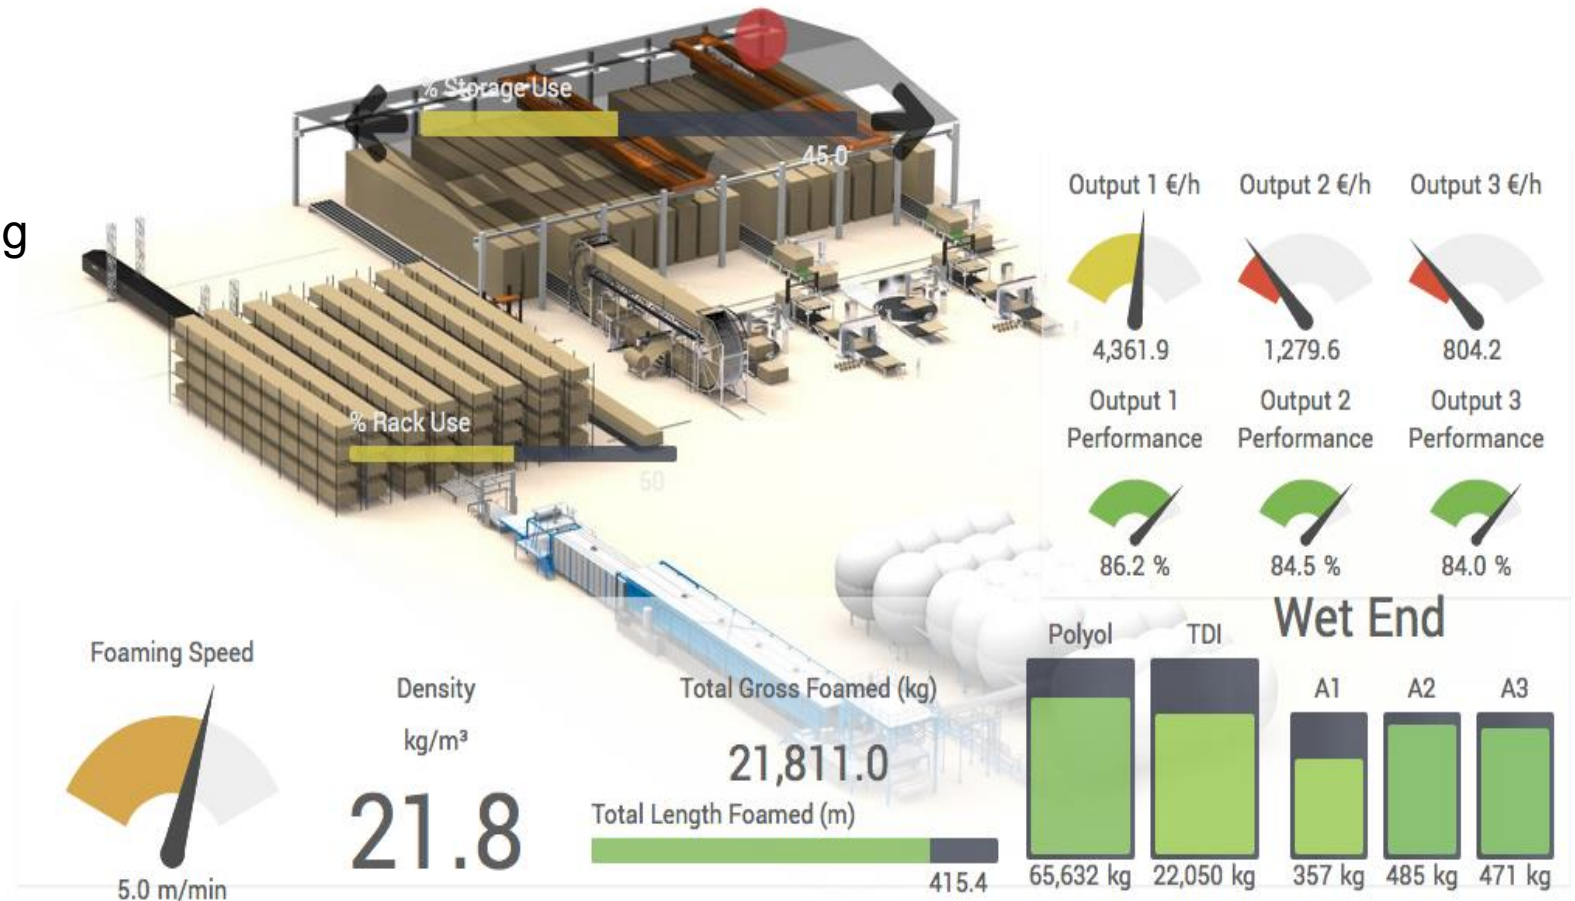 % Storage Use
45.0
g
Output 1 €/h Output 2 €/h Output 3 €/h
4,361.9 1,279.6 804.2
Output 1 Output 2 Output 3
Performance Performance Performance
86.2 % 84.5 % 84.0 %
% Rack Use
50
Wet End
Polyol TDI
A1 A2 A3
65,632 kg 22,050 kg 357 kg 485 kg 471 kg
Foaming Speed
5.0 m/min
Density
kg/m³
21.8
Total Gross Foamed (kg)
21,811.0
Total Length Foamed (m)
415.4